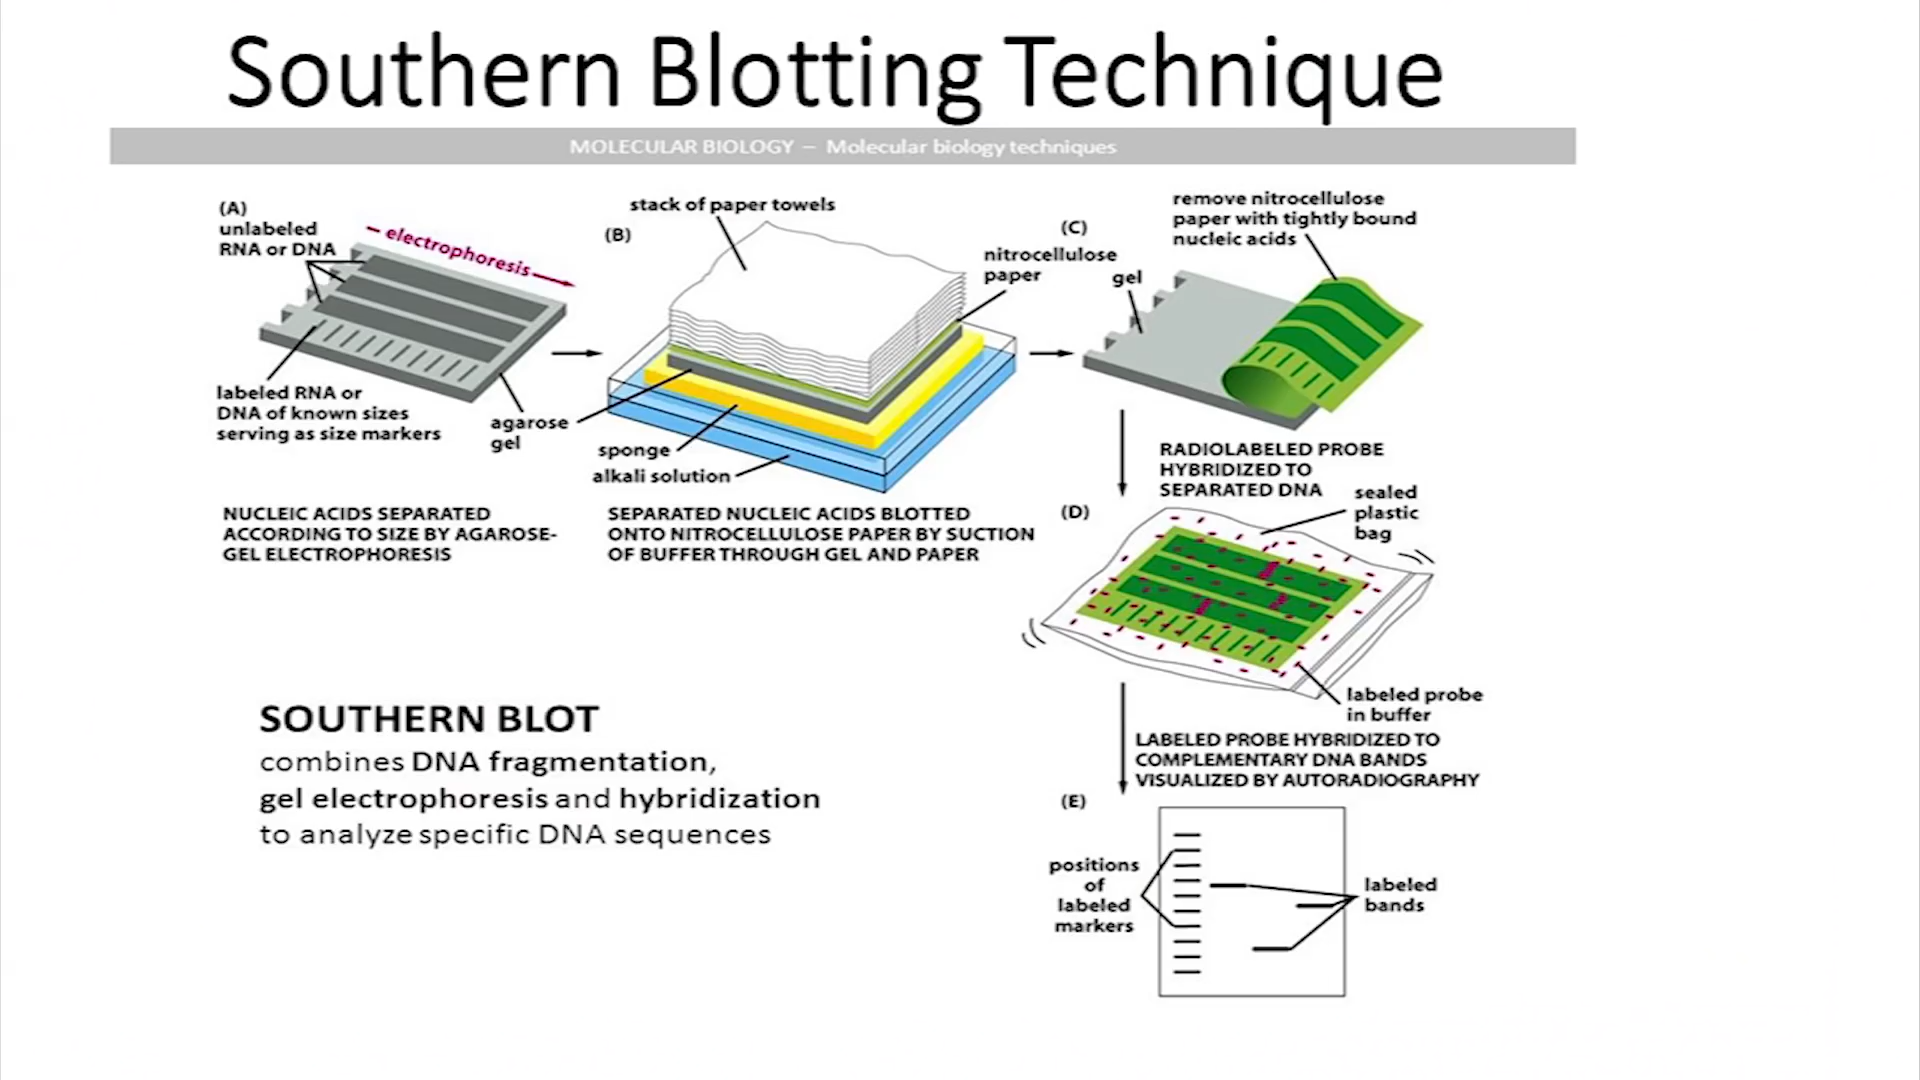 Southern Blotting Technique
MOLECULAR BIOLOGY – Molecular biology techniques
(A)
unlabeled
RNA or DNA
– electrophoresis
labeled RNA or
DNA of known sizes
serving as size markers
agarose
gel
NUCLEIC ACIDS SEPARATED
ACCORDING TO SIZE BY AGAROSE-
GEL ELECTROPHORESIS
(B)
stack of paper towels
nitrocellulose
paper
sponge
alkali solution
SEPARATED NUCLEIC ACIDS BLOTTED
ONTO NITROCELLULOSE PAPER BY SUCTION
OF BUFFER THROUGH GEL AND PAPER
(C)
remove nitrocellulose
paper with tightly bound
nucleic acids
gel
RADIOLABELED PROBE
HYBRIDIZED TO
SEPARATED DNA
(D)
sealed
plastic
bag
labeled probe
in buffer
LABELED PROBE HYBRIDIZED TO
COMPLEMENTARY DNA BANDS
VISUALIZED BY AUTORADIOGRAPHY
(E)
positions
of
labeled
markers
labeled
bands
SOUTHERN BLOT
combines DNA fragmentation,
gel electrophoresis and hybridization
to analyze specific DNA sequences